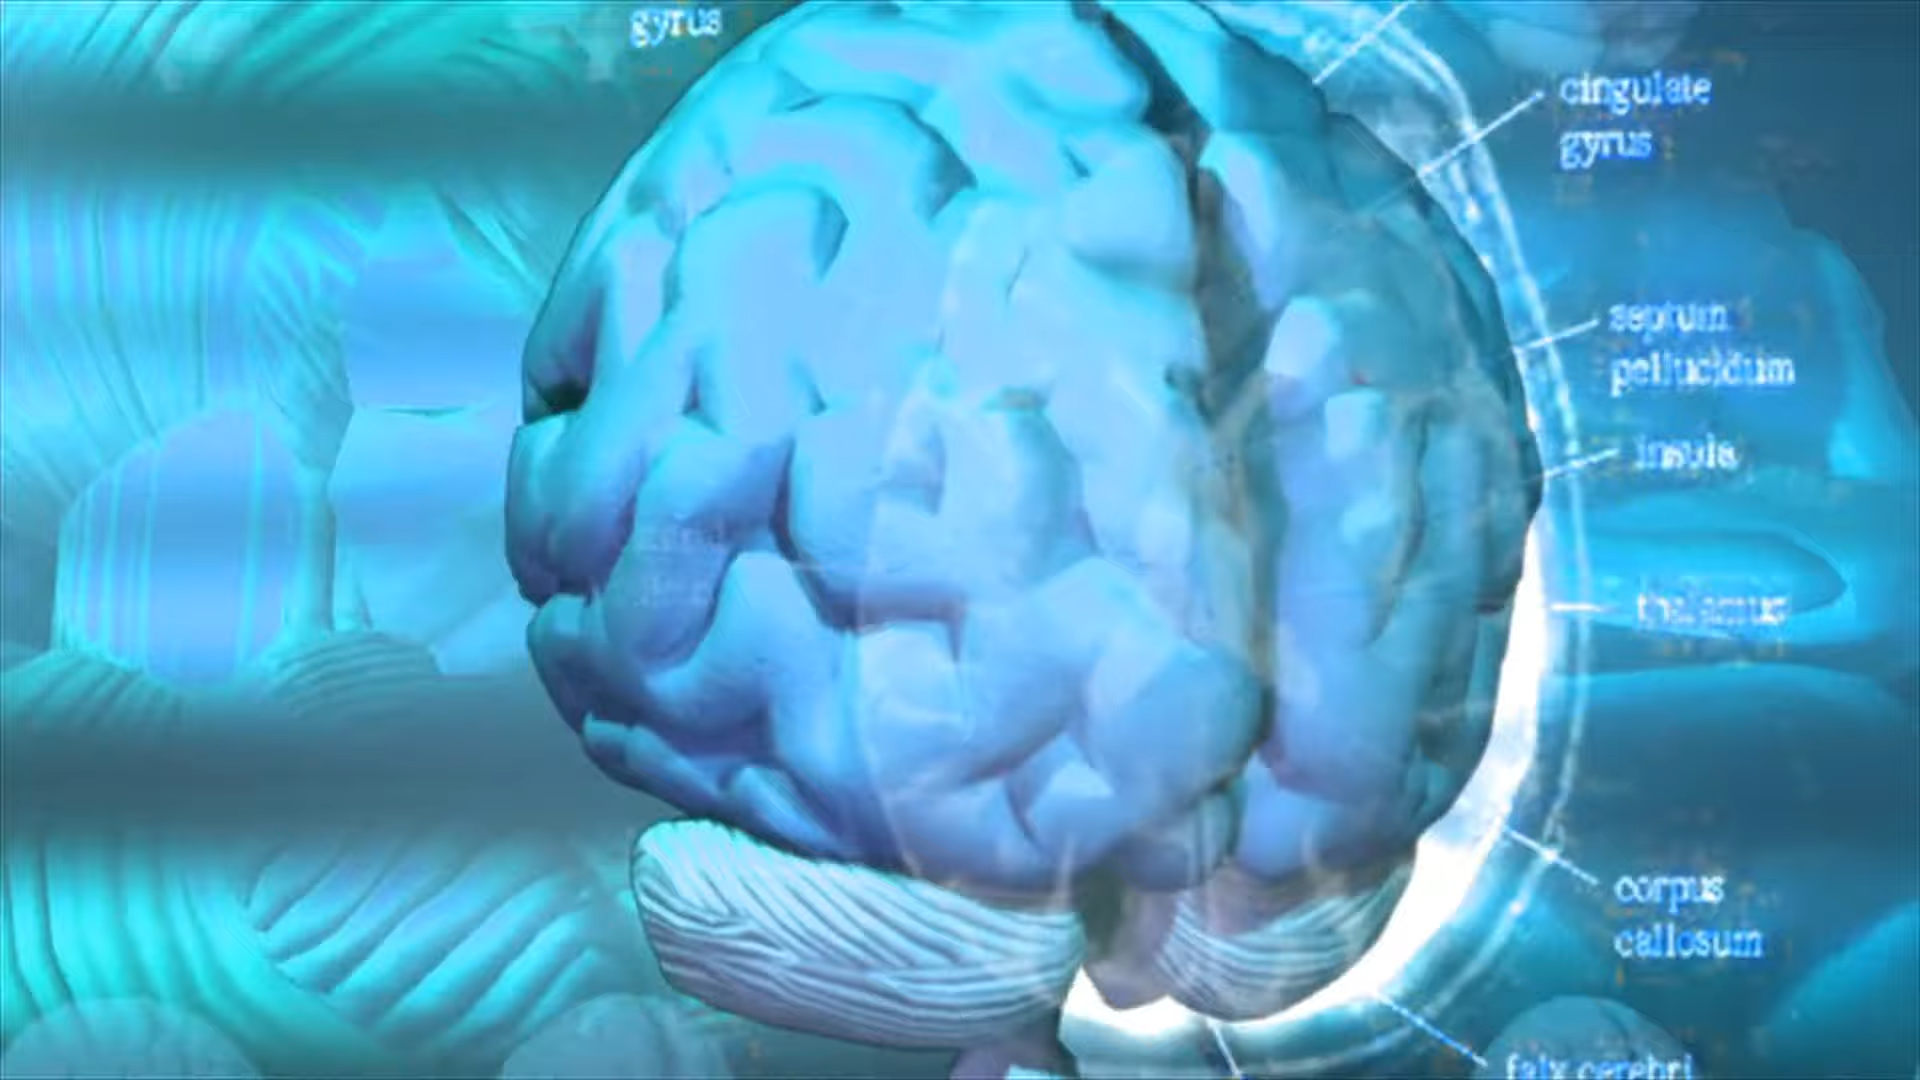 gyrus
cingulate
gyrus
septum
pellucidum
insula
thalamus
corpus
callosum
falx cerebri